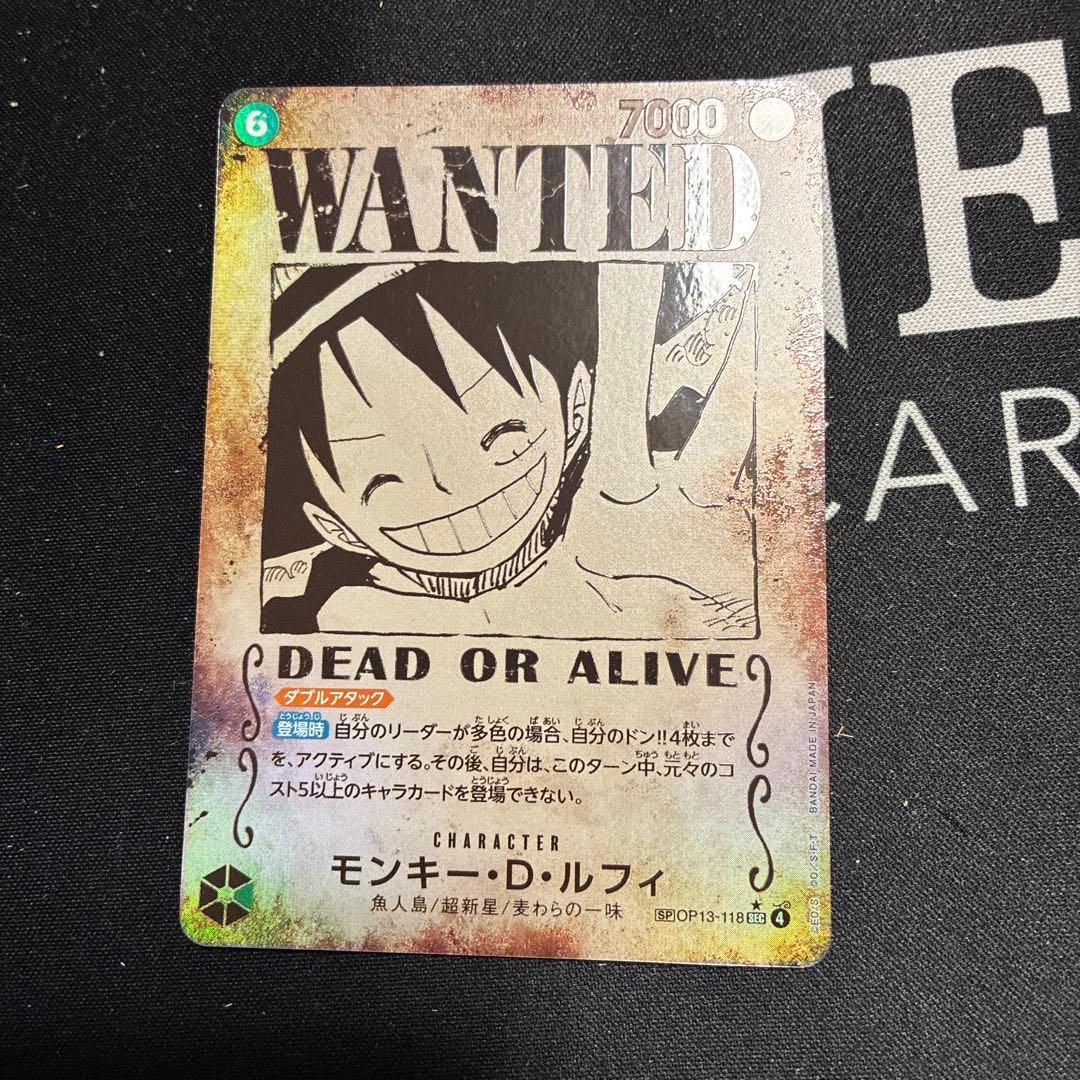 6
7000
WANTED
DEAD OR ALIVE
ダブルアタック
登場時 自分のリーダーが多色の場合、自分のドン!!4枚まで
を、アクティブにする。その後、自分は、このターン中、元々のコ
スト5以上のキャラカードを登場できない。
CHARACTER
モンキー・D・ルフィ
魚人島/超新星/麦わらの一味
SP OP13-118 SEC 4
©E.O./S. ©O./S.F.T BANDAI MADE IN JAPAN
NE
CAR